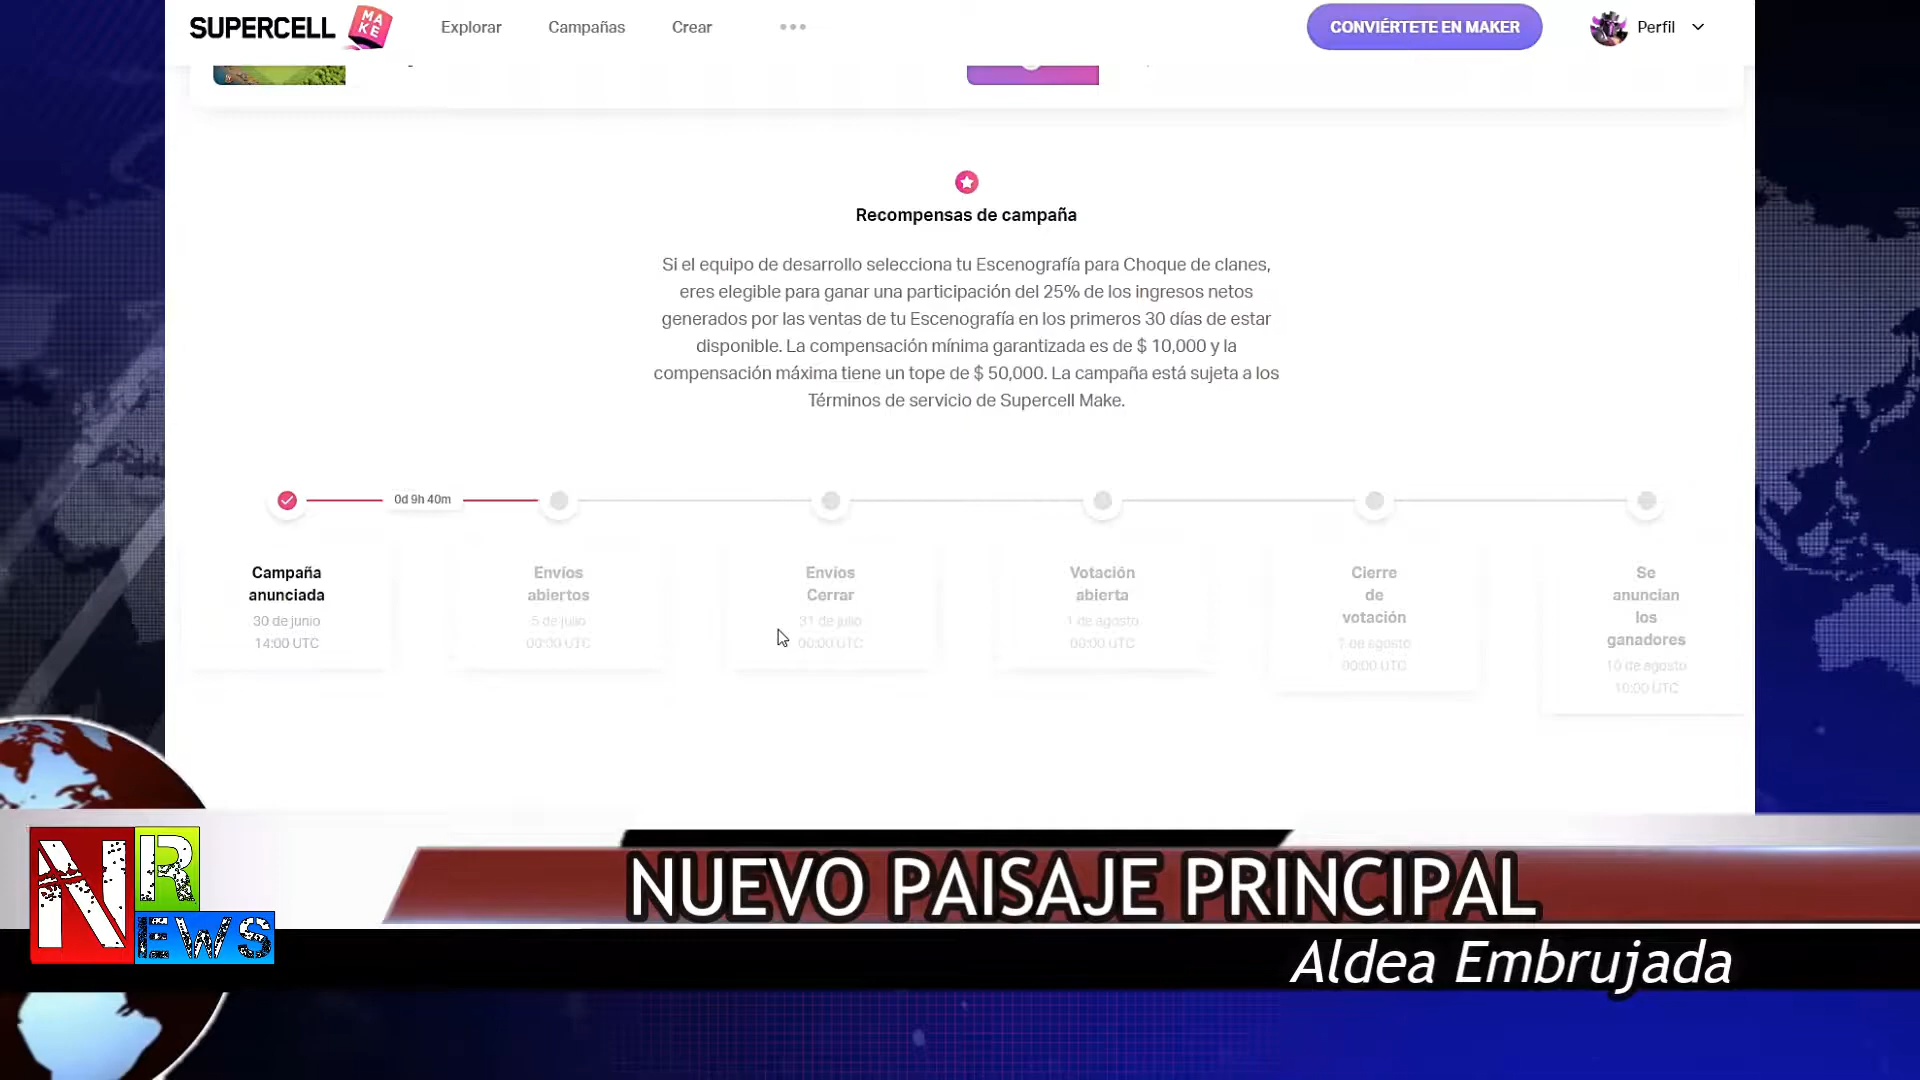 SUPERCELL MAKE
Explorar
Campañas
Crear
CONVIÉRTETE EN MAKER
Perfil
Recompensas de campaña
Si el equipo de desarrollo selecciona tu Escenografía para Choque de clanes,
eres elegible para ganar una participación del 25% de los ingresos netos
generados por las ventas de tu Escenografía en los primeros 30 días de estar
disponible. La compensación mínima garantizada es de $ 10,000 y la
compensación máxima tiene un tope de $ 50,000. La campaña está sujeta a los
Términos de servicio de Supercell Make.
0d 9h 40m
Campaña
anunciada
30 de junio
14:00 UTC
Envíos
abiertos
5 de julio
00:00 UTC
Envíos
Cerrar
31 de julio
00:00 UTC
Votación
abierta
1 de agosto
00:00 UTC
Cierre
de
votación
7 de agosto
00:00 UTC
Se
anuncian
los
ganadores
10 de agosto
10:00 UTC
NR
EWS
NUEVO PAISAJE PRINCIPAL
Aldea Embrujada